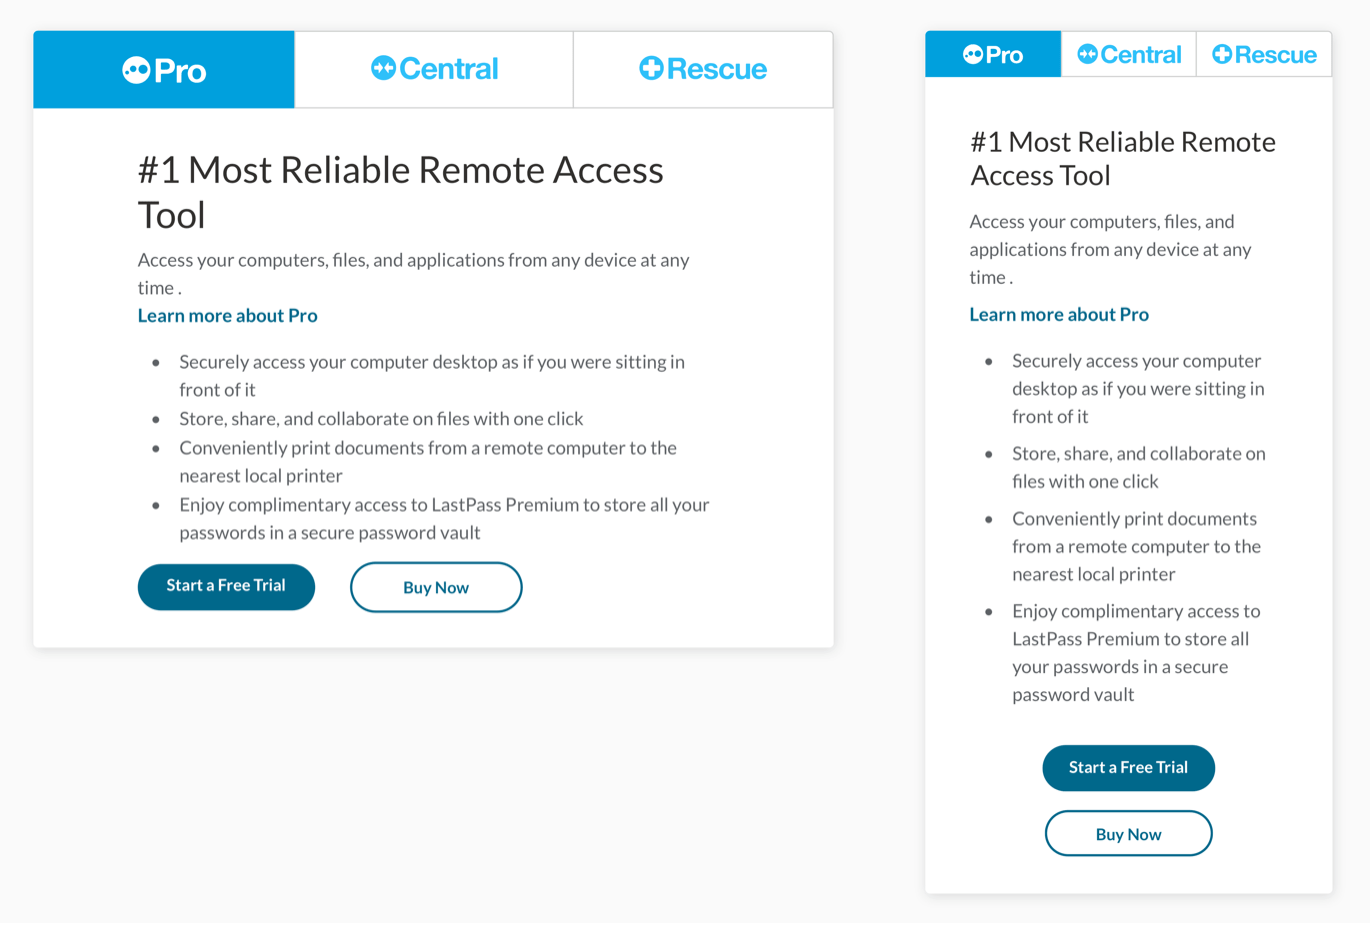 Pro
Central
Rescue
#1 Most Reliable Remote Access
Tool
Access your computers, files, and applications from any device at any
time .
Learn more about Pro
• Securely access your computer desktop as if you were sitting in
front of it
• Store, share, and collaborate on files with one click
• Conveniently print documents from a remote computer to the
nearest local printer
• Enjoy complimentary access to LastPass Premium to store all your
passwords in a secure password vault
Start a Free Trial
Buy Now
Pro
Central
Rescue
#1 Most Reliable Remote
Access Tool
Access your computers, files, and
applications from any device at any
time .
Learn more about Pro
• Securely access your computer
desktop as if you were sitting in
front of it
• Store, share, and collaborate on
files with one click
• Conveniently print documents
from a remote computer to the
nearest local printer
• Enjoy complimentary access to
LastPass Premium to store all
your passwords in a secure
password vault
Start a Free Trial
Buy Now